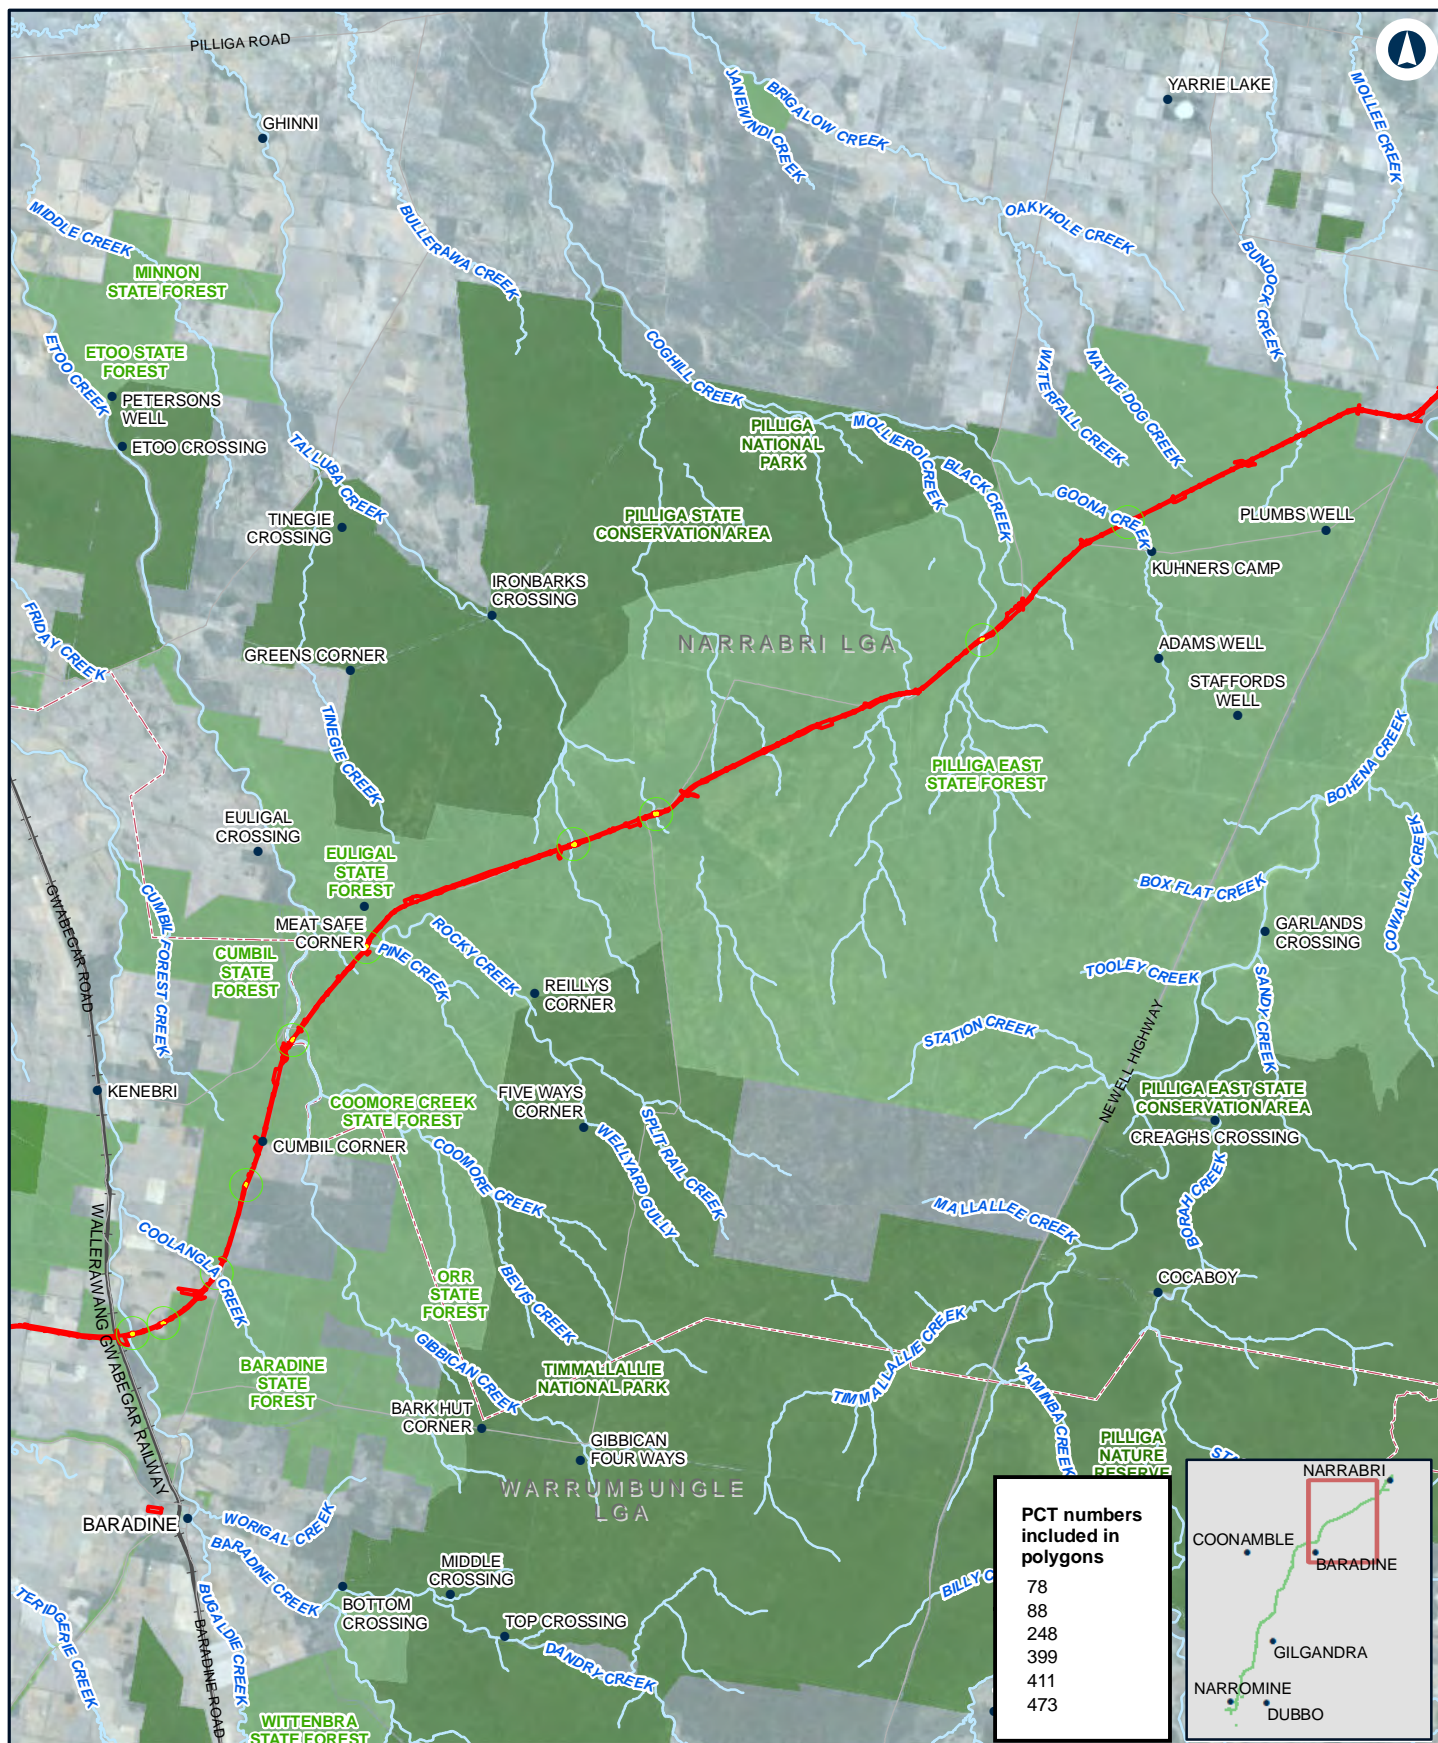 PILLIGA ROAD
YARRIE LAKE
GHINNI
JANEWINDI CREEK
BRIGALOW CREEK
MOLLEE CREEK
MIDDLE CREEK
BULLERAWA CREEK
OAKYHOLE CREEK
BUNDOCK CREEK
MINNON
STATE FOREST
ETOO CREEK
ETOO STATE
FOREST
PETERSONS
WELL
ETOO CROSSING
COGHILL CREEK
WATERFALL CREEK
NATIVE DOG CREEK
TALLUBA CREEK
PILLIGA
NATIONAL
PARK
MOLLIEROI CREEK
BLACK CREEK
GOONA CREEK
TINEGIE
CROSSING
PILLIGA STATE
CONSERVATION AREA
PLUMBS WELL
KUHNERS CAMP
IRONBARKS
CROSSING
FRIDAY CREEK
NARRABRI LGA
GREENS CORNER
ADAMS WELL
STAFFORDS
WELL
TINEGIE CREEK
PILLIGA EAST
STATE FOREST
BOHENA CREEK
EULIGAL
CROSSING
COWALLAH CREEK
EULIGAL
STATE
FOREST
BOX FLAT CREEK
GWABEGAR ROAD
CUMBIL FOREST CREEK
MEAT SAFE
CORNER
GARLANDS
CROSSING
CUMBIL
STATE
FOREST
PINE CREEK
ROCKY CREEK
TOOLEY CREEK
SANDY CREEK
REILLYS
CORNER
STATION CREEK
NEWELL HIGHWAY
KENEBRI
COOMORE CREEK
STATE FOREST
FIVE WAYS
CORNER
PILLIGA EAST STATE
CONSERVATION AREA
CREAGHS CROSSING
CUMBIL CORNER
COOMORE CREEK
WELLYARD GULLY
SPLIT RAIL CREEK
BORAH CREEK
MALLALLEE CREEK
COOLANGLA CREEK
WALLERAWANG GWABEGAR RAILWAY
ORR
STATE
FOREST
BEVIS CREEK
COCABOY
GIBBICAN CREEK
TIMMALLALLIE CREEK
BARADINE
STATE
FOREST
TIMMALLALLIE
NATIONAL PARK
YAMINBA CREEK
BARK HUT
CORNER
GIBBICAN
FOUR WAYS
PILLIGA
NATURE
RESERVE
WARRUMBUNGLE
LGA
BARADINE
WORIGAL CREEK
BARADINE CREEK
BUGALDIE CREEK
BARADINE ROAD
TERIDGERIE CREEK
BOTTOM
CROSSING
MIDDLE
CROSSING
TOP CROSSING
DANDRY CREEK
BILLY C
WITTENBRA
STATE FOREST
PCT numbers
included in
polygons
78
88
248
399
411
473
NARRABRI
COONAMBLE
BARADINE
GILGANDRA
NARROMINE
DUBBO